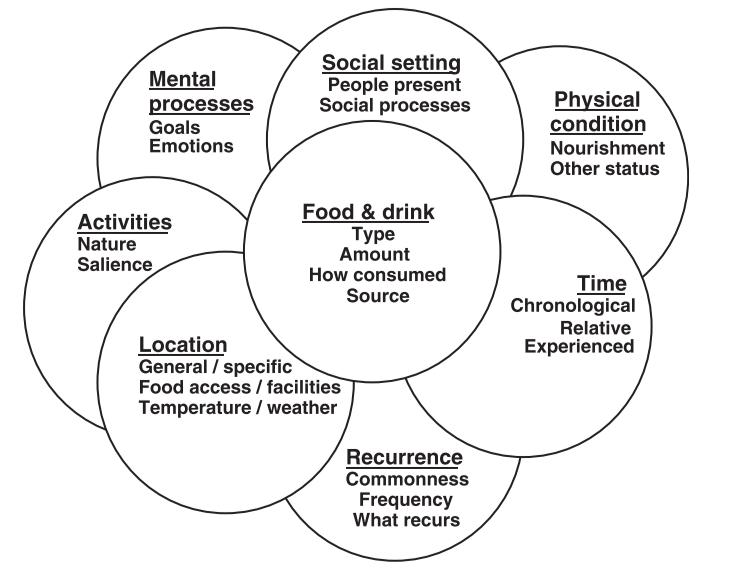 Mental
processes
Goals
Emotions
Social setting
People present
Social processes
Physical
condition
Nourishment
Other status
Activities
Nature
Salience
Food & drink
Type
Amount
How consumed
Source
Time
Chronological
Relative
Experienced
Location
General / specific
Food access / facilities
Temperature / weather
Recurrence
Commonness
Frequency
What recurs